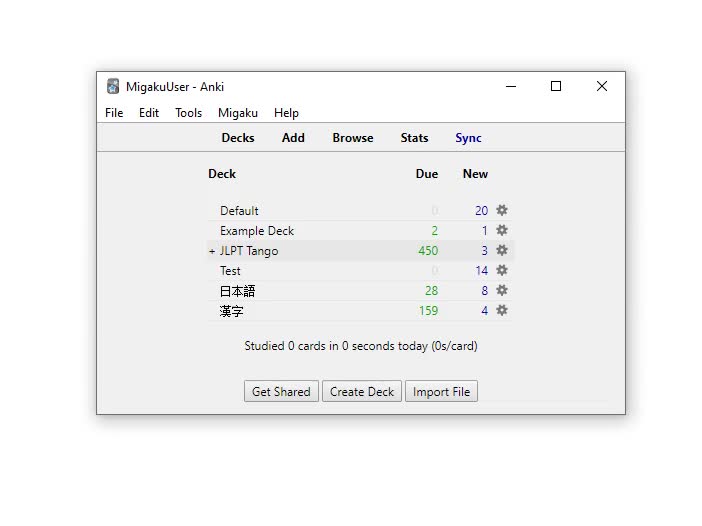 MigakuUser - Anki
File Edit Tools Migaku Help
Decks Add Browse Stats Sync
Deck Due New
Default 0 20
Example Deck 2 1
+ JLPT Tango 450 3
Test 0 14
日本語 28 8
漢字 159 4
Studied 0 cards in 0 seconds today (0s/card)
Get Shared Create Deck Import File